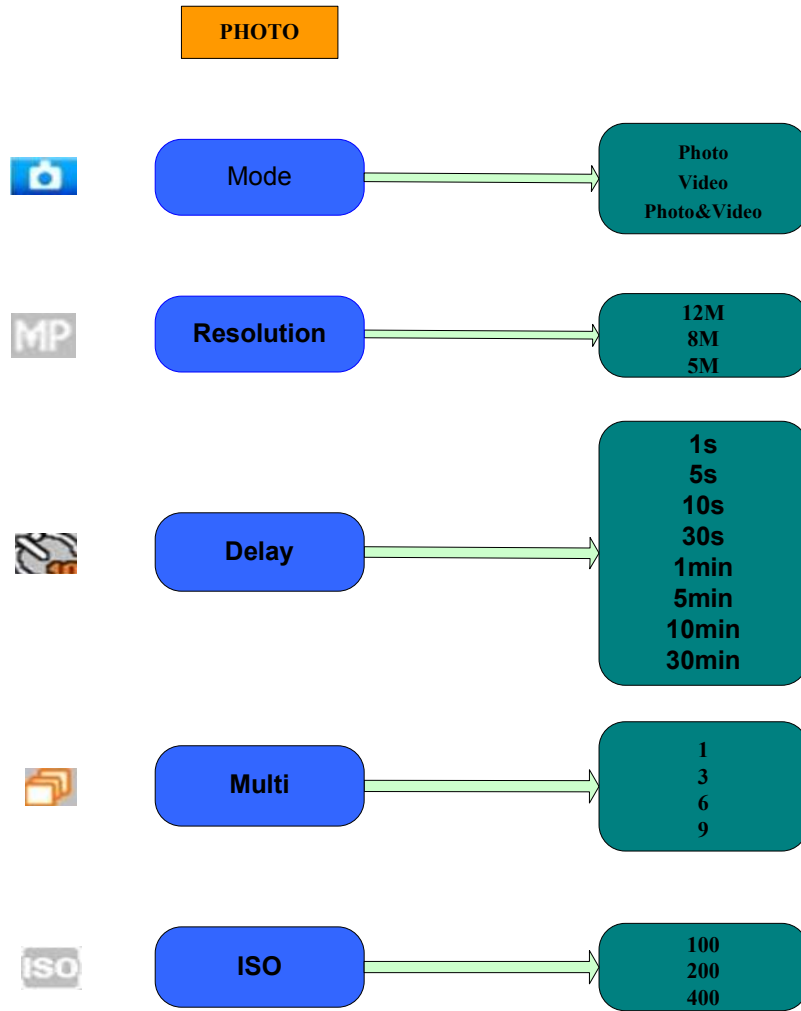 PHOTO
Mode
Photo
Video
Photo&Video
MP
Resolution
12M
8M
5M
Delay
1s
5s
10s
30s
1min
5min
10min
30min
Multi
1
3
6
9
ISO
ISO
100
200
400